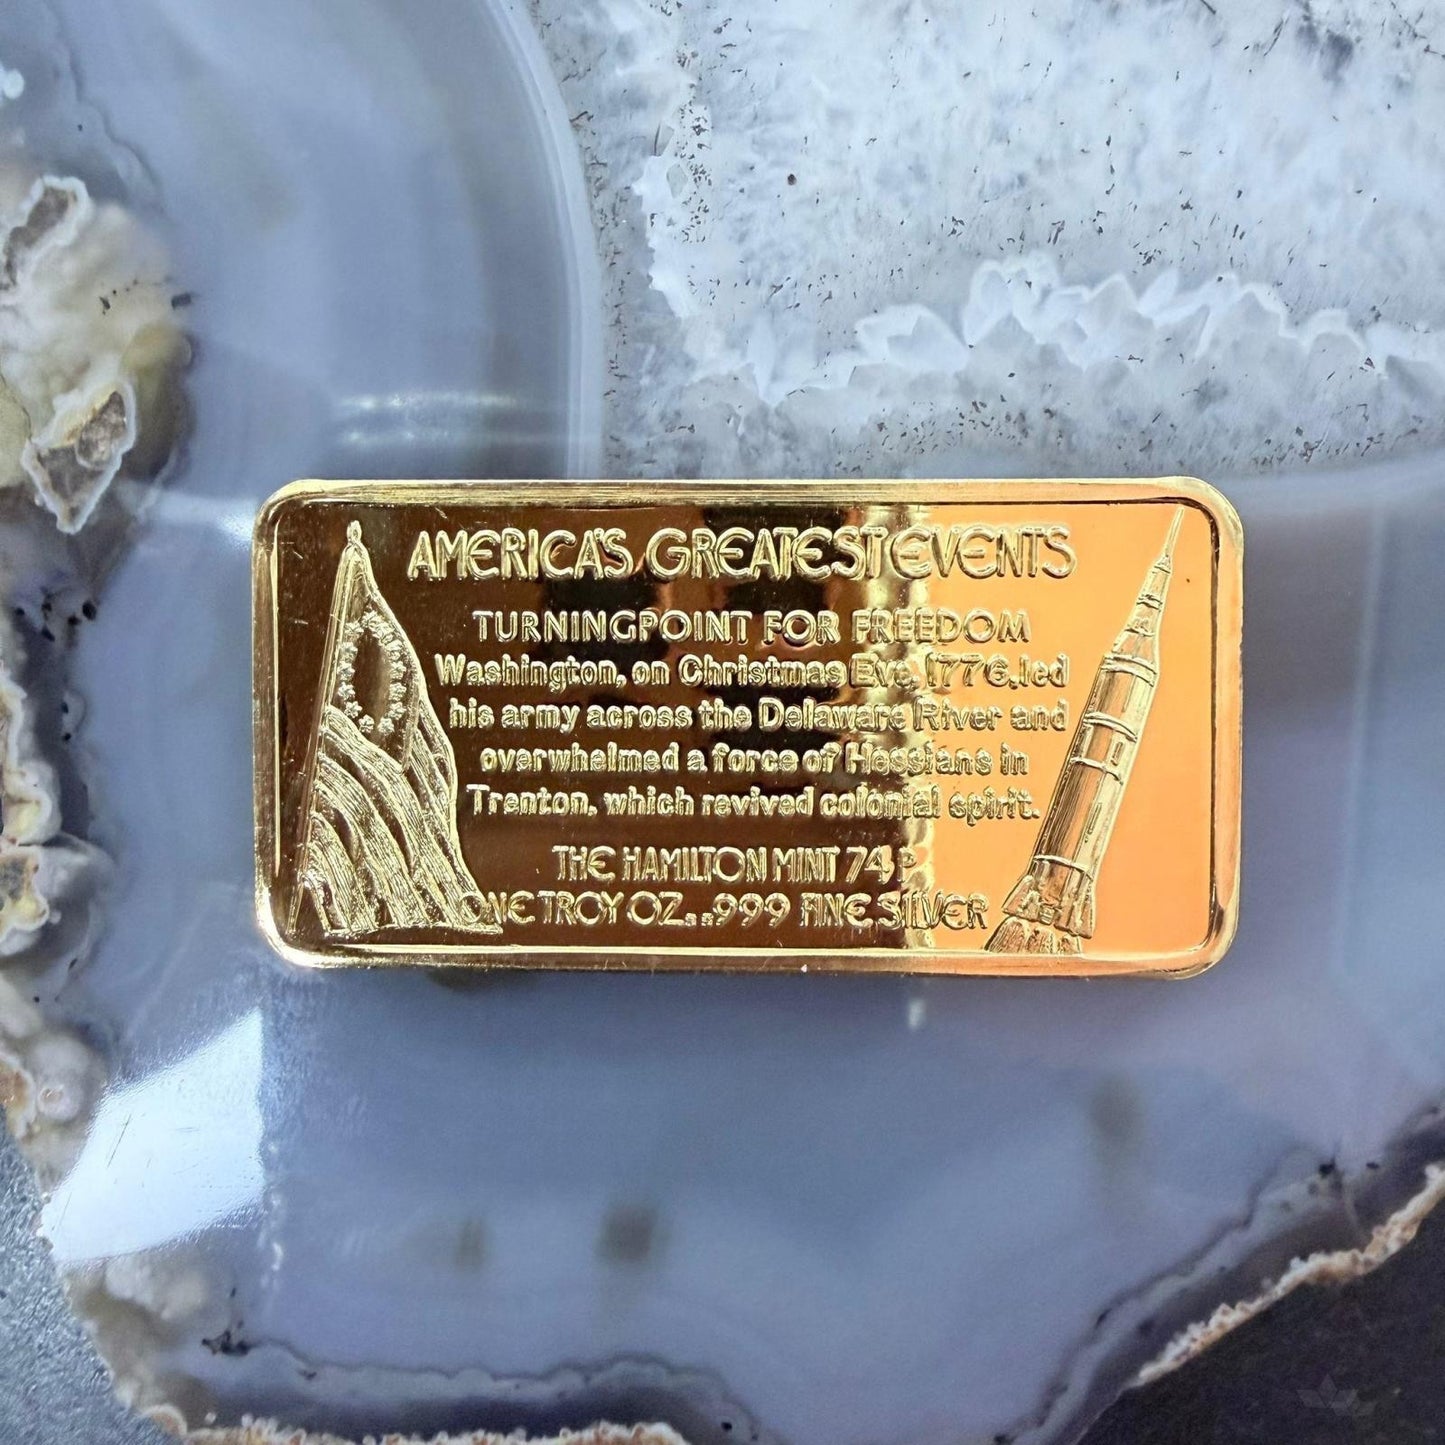 AMERICA'S GREATEST EVENTS
TURNING POINT FOR FREEDOM
Washington, on Christmas Eve, 1776, led
his army across the Delaware River and
overwhelmed a force of Hessians in
Trenton, which revived colonial spirit.
THE HAMILTON MINT 74, P
ONE TROY OZ. .999 FINE SILVER